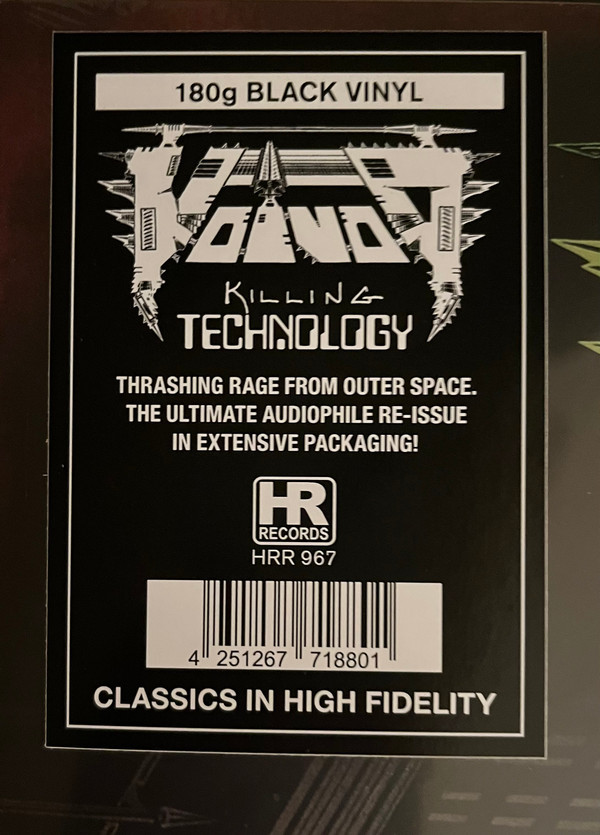 180g BLACK VINYL
VOIVOD
KILLING
TECHNOLOGY
THRASHING RAGE FROM OUTER SPACE.
THE ULTIMATE AUDIOPHILE RE-ISSUE
IN EXTENSIVE PACKAGING!
HR
RECORDS
HRR 967
4 251267 718801
CLASSICS IN HIGH FIDELITY